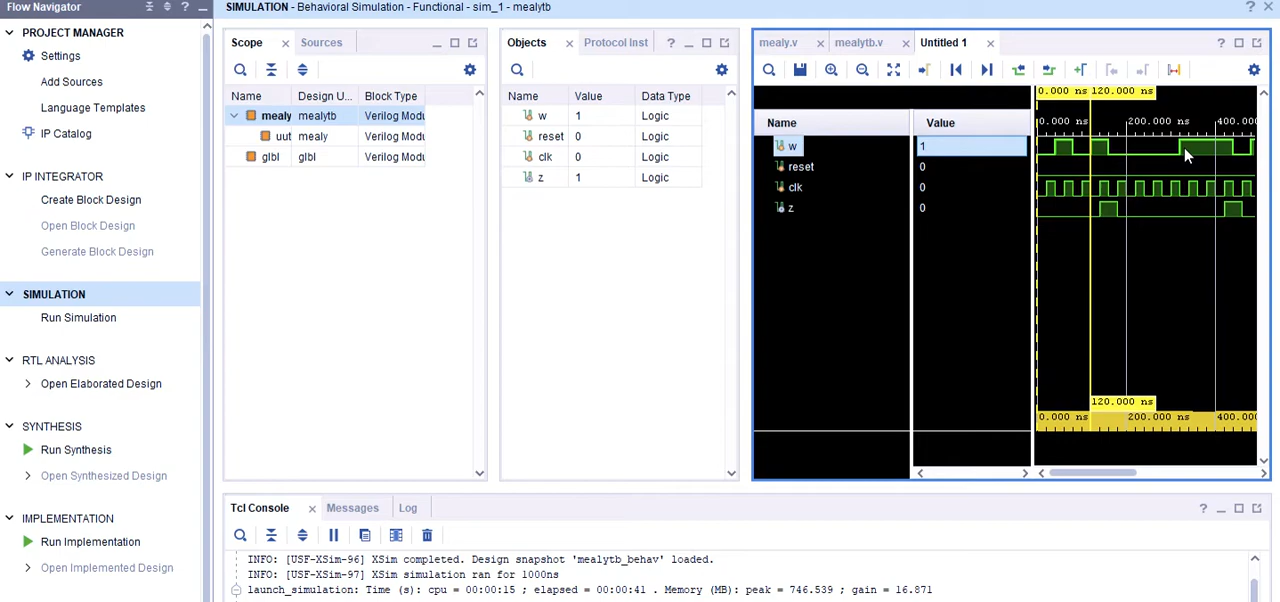 Flow Navigator
SIMULATION - Behavioral Simulation - Functional - sim_1 - mealytb
PROJECT MANAGER
Settings
Add Sources
Language Templates
IP Catalog
IP INTEGRATOR
Create Block Design
Open Block Design
Generate Block Design
SIMULATION
Run Simulation
RTL ANALYSIS
Open Elaborated Design
SYNTHESIS
Run Synthesis
Open Synthesized Design
IMPLEMENTATION
Run Implementation
Open Implemented Design
Scope Sources
Name Design U... Block Type
mealy mealytb Verilog Modu
uut mealy Verilog Modu
glbl glbl Verilog Modu
Objects Protocol Inst
Name Value Data Type
w 1 Logic
reset 0 Logic
clk 0 Logic
z 1 Logic
mealy.v mealytb.v Untitled 1
Name Value
w 1
reset 0
clk 0
z 0
0.000 ns 120.000 ns
0.000 ns 200.000 ns 400.000
120.000 ns
0.000 ns 200.000 ns 400.000
Tcl Console Messages Log
INFO: [USF-XSim-96] XSim completed. Design snapshot 'mealytb_behav' loaded.
INFO: [USF-XSim-97] XSim simulation ran for 1000ns
launch_simulation: Time (s): cpu = 00:00:15 ; elapsed = 00:00:41 . Memory (MB): peak = 746.539 ; gain = 16.871